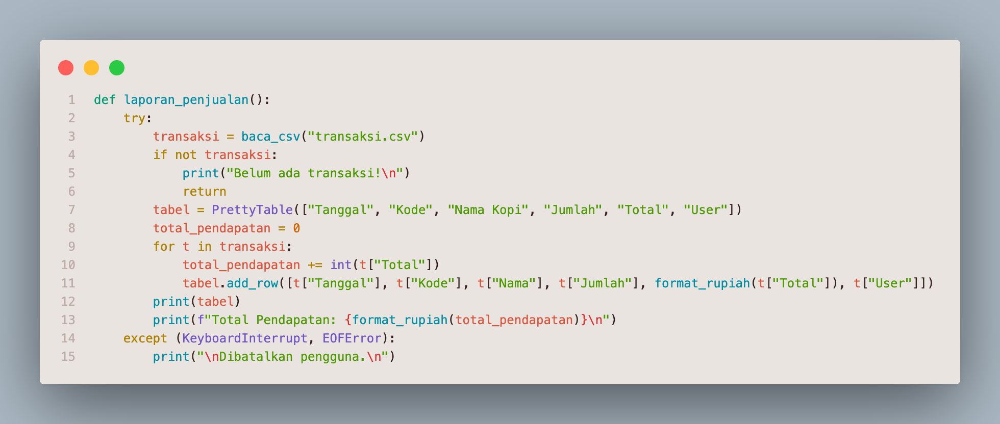 1 def laporan_penjualan():
2     try:
3         transaksi = baca_csv("transaksi.csv")
4         if not transaksi:
5             print("Belum ada transaksi!\n")
6             return
7         tabel = PrettyTable(["Tanggal", "Kode", "Nama Kopi", "Jumlah", "Total", "User"])
8         total_pendapatan = 0
9         for t in transaksi:
10             total_pendapatan += int(t["Total"])
11             tabel.add_row([t["Tanggal"], t["Kode"], t["Nama"], t["Jumlah"], format_rupiah(t["Total"]), t["User"]])
12         print(tabel)
13         print(f"Total Pendapatan: {format_rupiah(total_pendapatan)}\n")
14     except (KeyboardInterrupt, EOFError):
15         print("\nDibatalkan pengguna.\n")